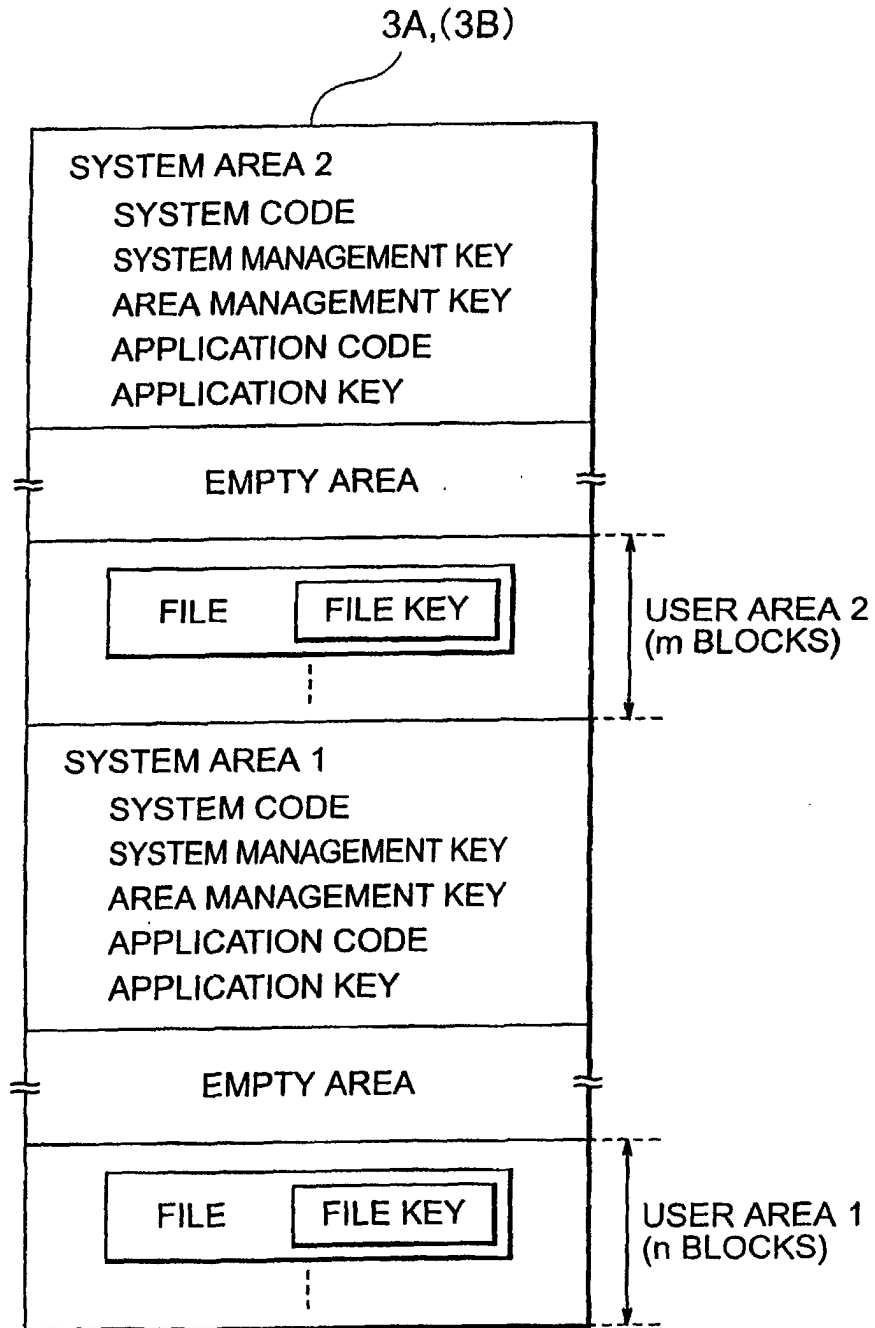 3A,(3B)
SYSTEM AREA 2
SYSTEM CODE
SYSTEM MANAGEMENT KEY
AREA MANAGEMENT KEY
APPLICATION CODE
APPLICATION KEY
EMPTY AREA
FILE
FILE KEY
USER AREA 2
(m BLOCKS)
SYSTEM AREA 1
SYSTEM CODE
SYSTEM MANAGEMENT KEY
AREA MANAGEMENT KEY
APPLICATION CODE
APPLICATION KEY
EMPTY AREA
FILE
FILE KEY
USER AREA 1
(n BLOCKS)